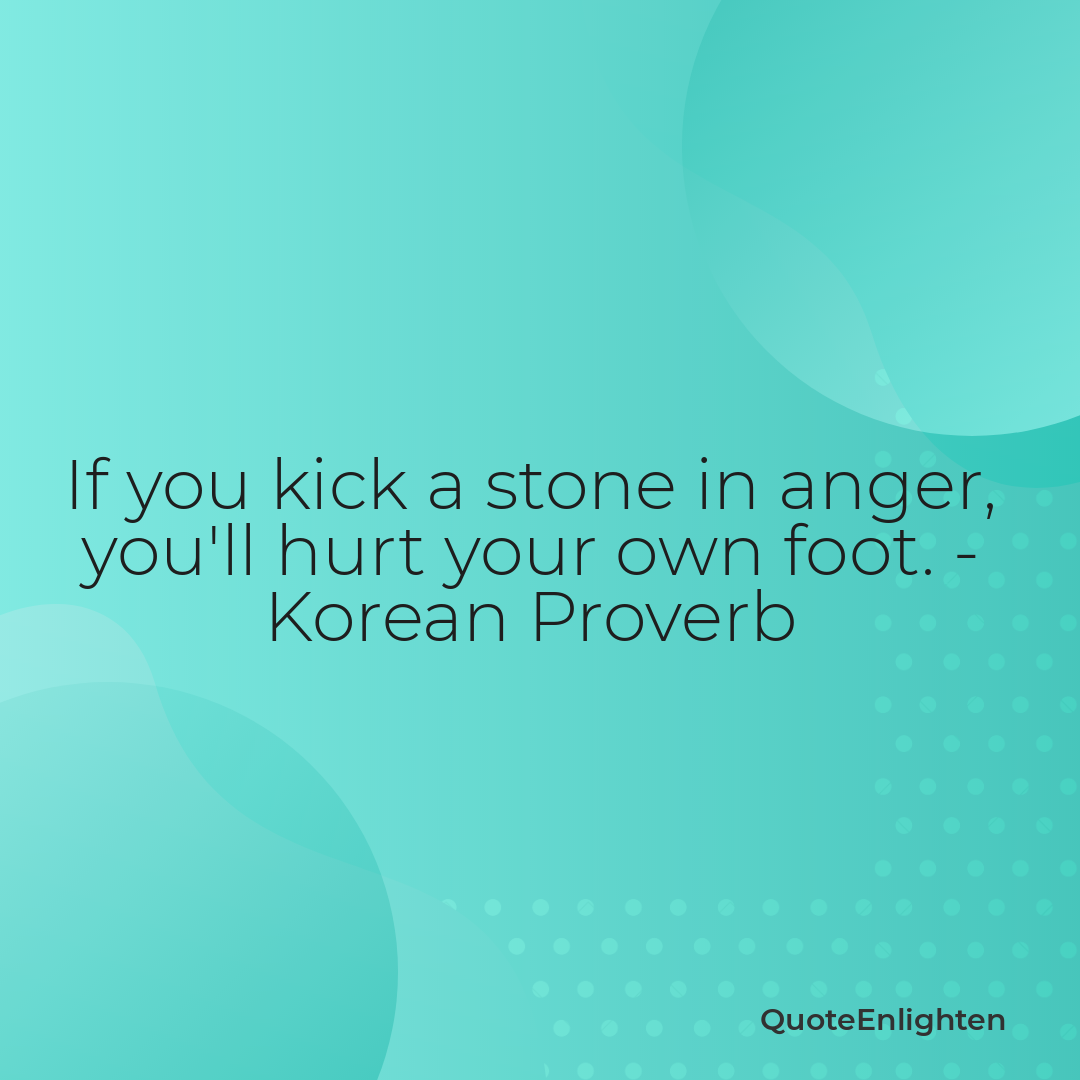 If you kick a stone in anger,
you'll hurt your own foot. -
Korean Proverb
QuoteEnlighten